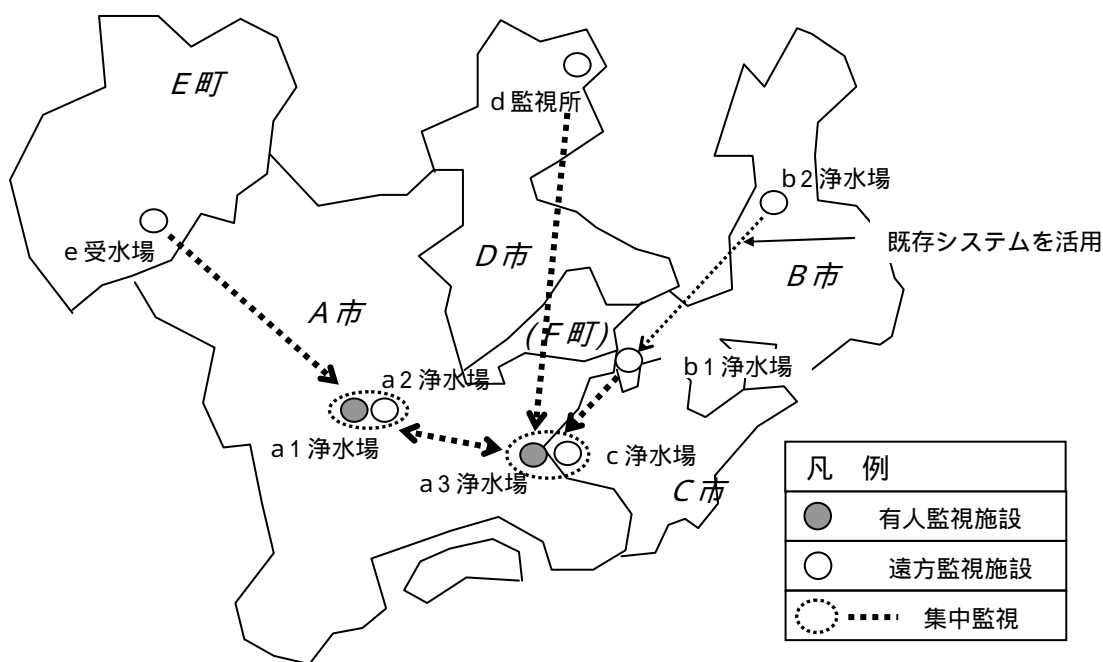 E町
d監視所
b2浄水場
e受水場
既存システムを活用
D市
B市
A市
(F町)
a2浄水場
b1浄水場
a1浄水場
c浄水場
a3浄水場
C市
凡 例
有人監視施設
遠方監視施設
集中監視